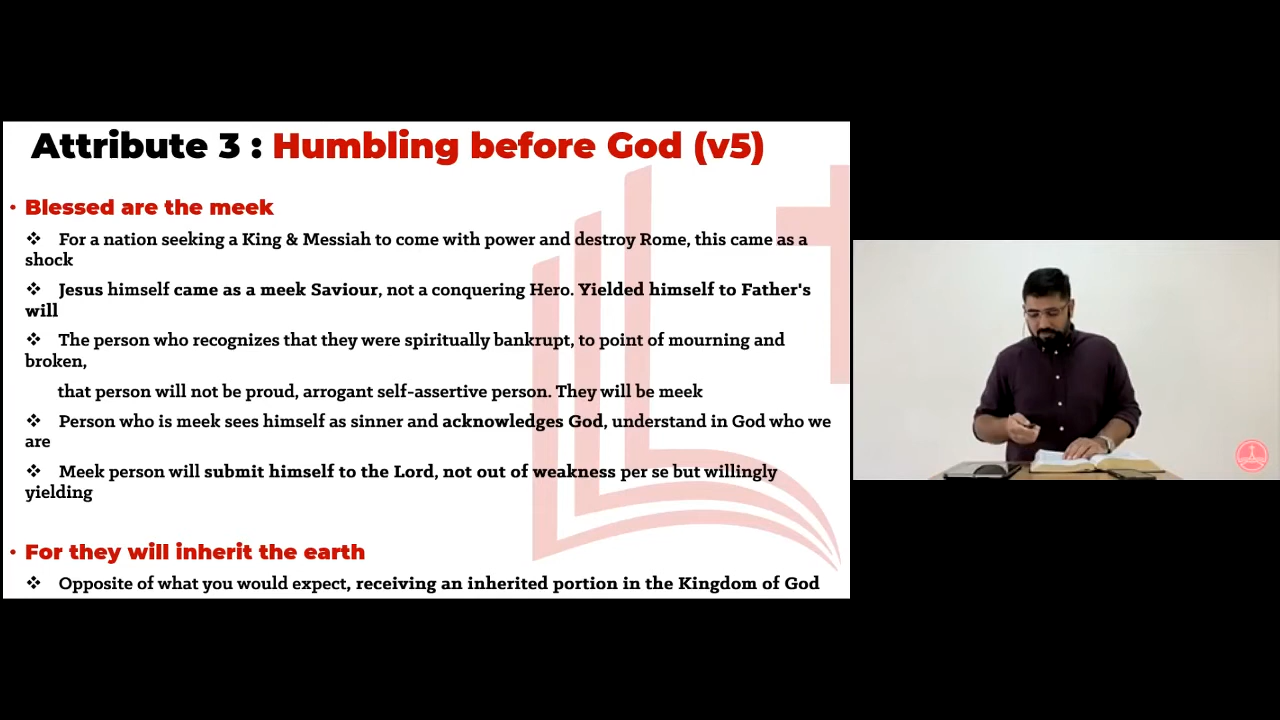 Attribute 3 : Humbling before God (v5)
• Blessed are the meek
❖ For a nation seeking a King & Messiah to come with power and destroy Rome, this came as a
shock
❖ Jesus himself came as a meek Saviour, not a conquering Hero. Yielded himself to Father's
will
❖ The person who recognizes that they were spiritually bankrupt, to point of mourning and
broken,
that person will not be proud, arrogant self-assertive person. They will be meek
❖ Person who is meek sees himself as sinner and acknowledges God, understand in God who we
are
❖ Meek person will submit himself to the Lord, not out of weakness per se but willingly
yielding
• For they will inherit the earth
❖ Opposite of what you would expect, receiving an inherited portion in the Kingdom of God